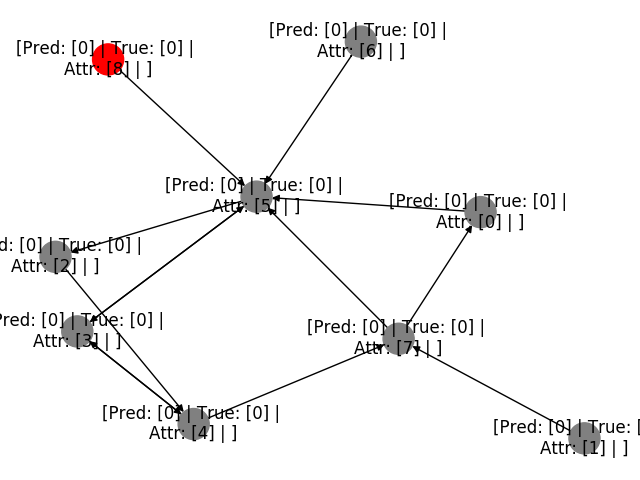 [Pred: [0] | True: [0] |
Attr: [6] | ]
[Pred: [0] | True: [0] |
Attr: [8] | ]
[Pred: [0] | True: [0] |
Attr: [5] | ]
[Pred: [0] | True: [0] |
Attr: [0] | ]
d: [0] | True: [0] |
Attr: [2] | ]
Pred: [0] | True: [0] |
Attr: [3] | ]
[Pred: [0] | True: [0] |
Attr: [7] | ]
[Pred: [0] | True: [0] |
Attr: [4] | ]
[Pred: [0] | True: [
Attr: [1] | ]